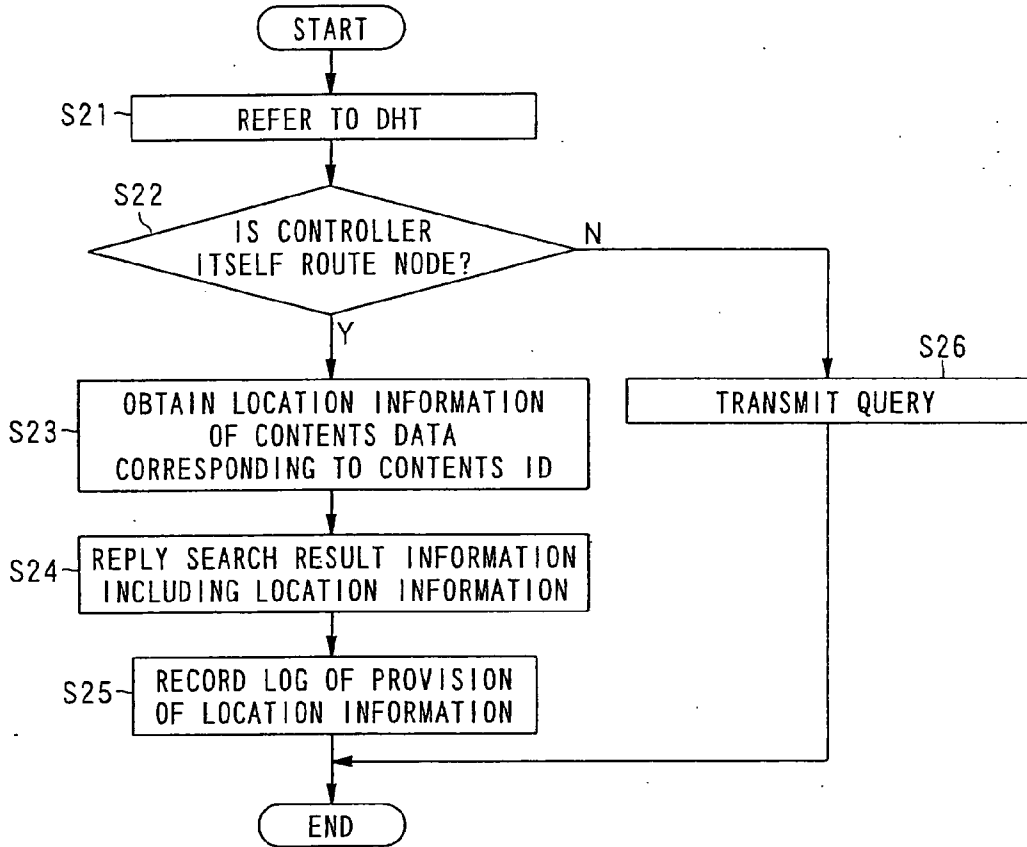 START
S21
REFER TO DHT
S22
IS CONTROLLER
ITSELF ROUTE NODE?
N
Y
S26
TRANSMIT QUERY
S23
OBTAIN LOCATION INFORMATION
OF CONTENTS DATA
CORRESPONDING TO CONTENTS ID
S24
REPLY SEARCH RESULT INFORMATION
INCLUDING LOCATION INFORMATION
S25
RECORD LOG OF PROVISION
OF LOCATION INFORMATION
END